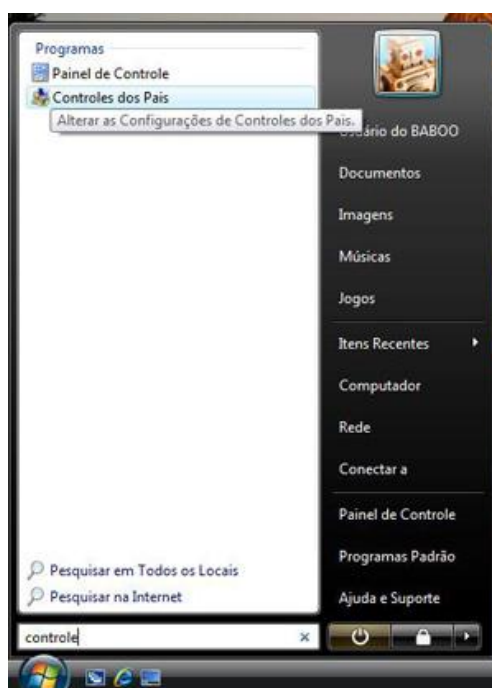 Programas
Painel de Controle
Controles dos Pais
Alterar as Configurações de Controles dos Pais.
Pesquisar em Todos os Locais
Pesquisar na Internet
controle
do BABOO
Documentos
Imagens
Músicas
Jogos
Itens Recentes
Computador
Rede
Conectar a
Painel de Controle
Programas Padrão
Ajuda e Suporte